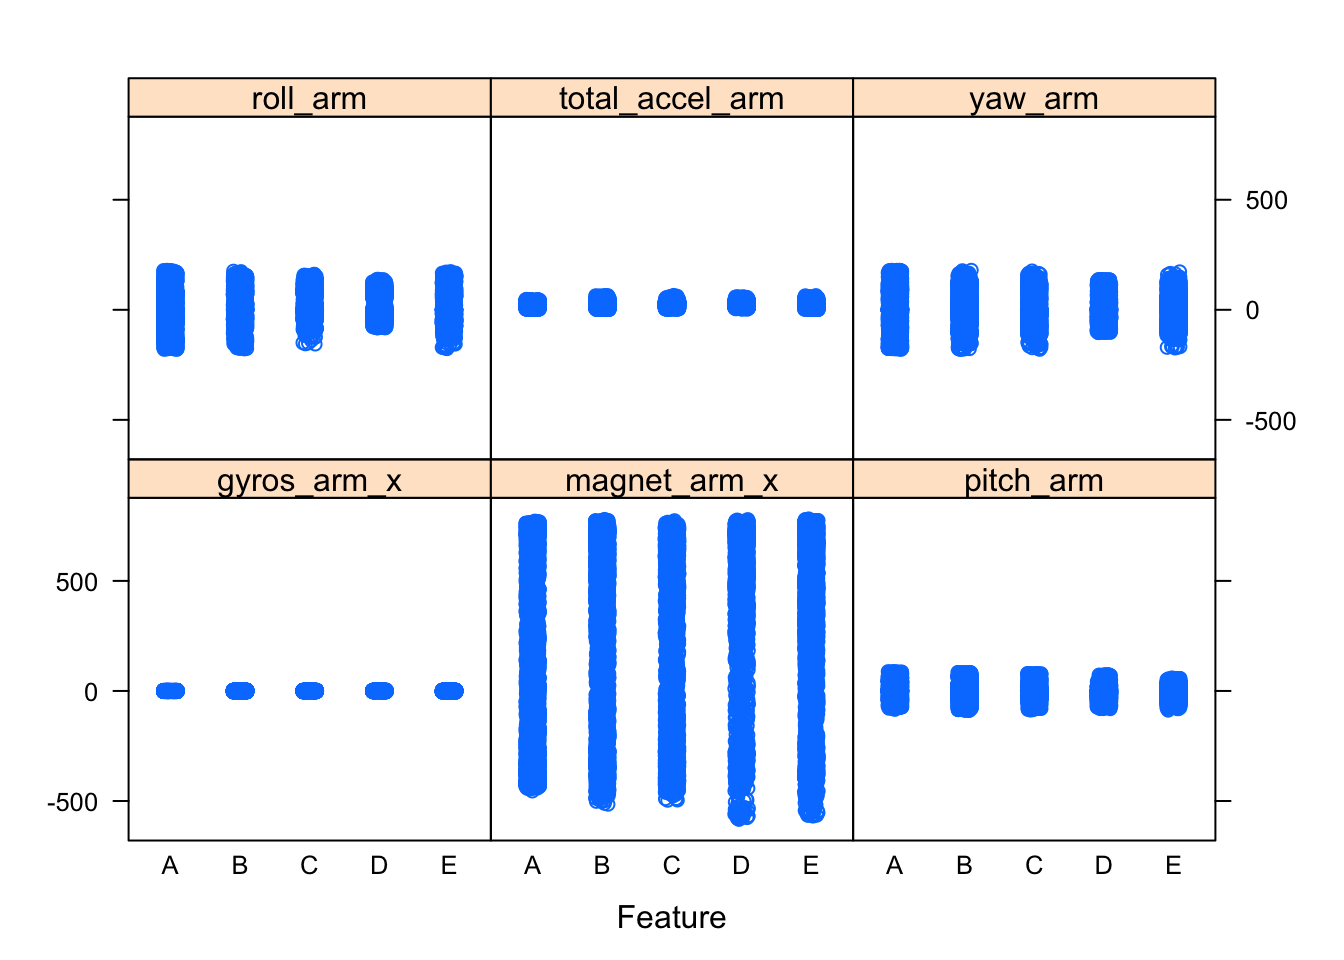 roll_arm total_accel_arm yaw_arm
500
0
-500
gyros_arm_x magnet_arm_x pitch_arm
500
0
-500
A B C D E A B C D E A B C D E
Feature